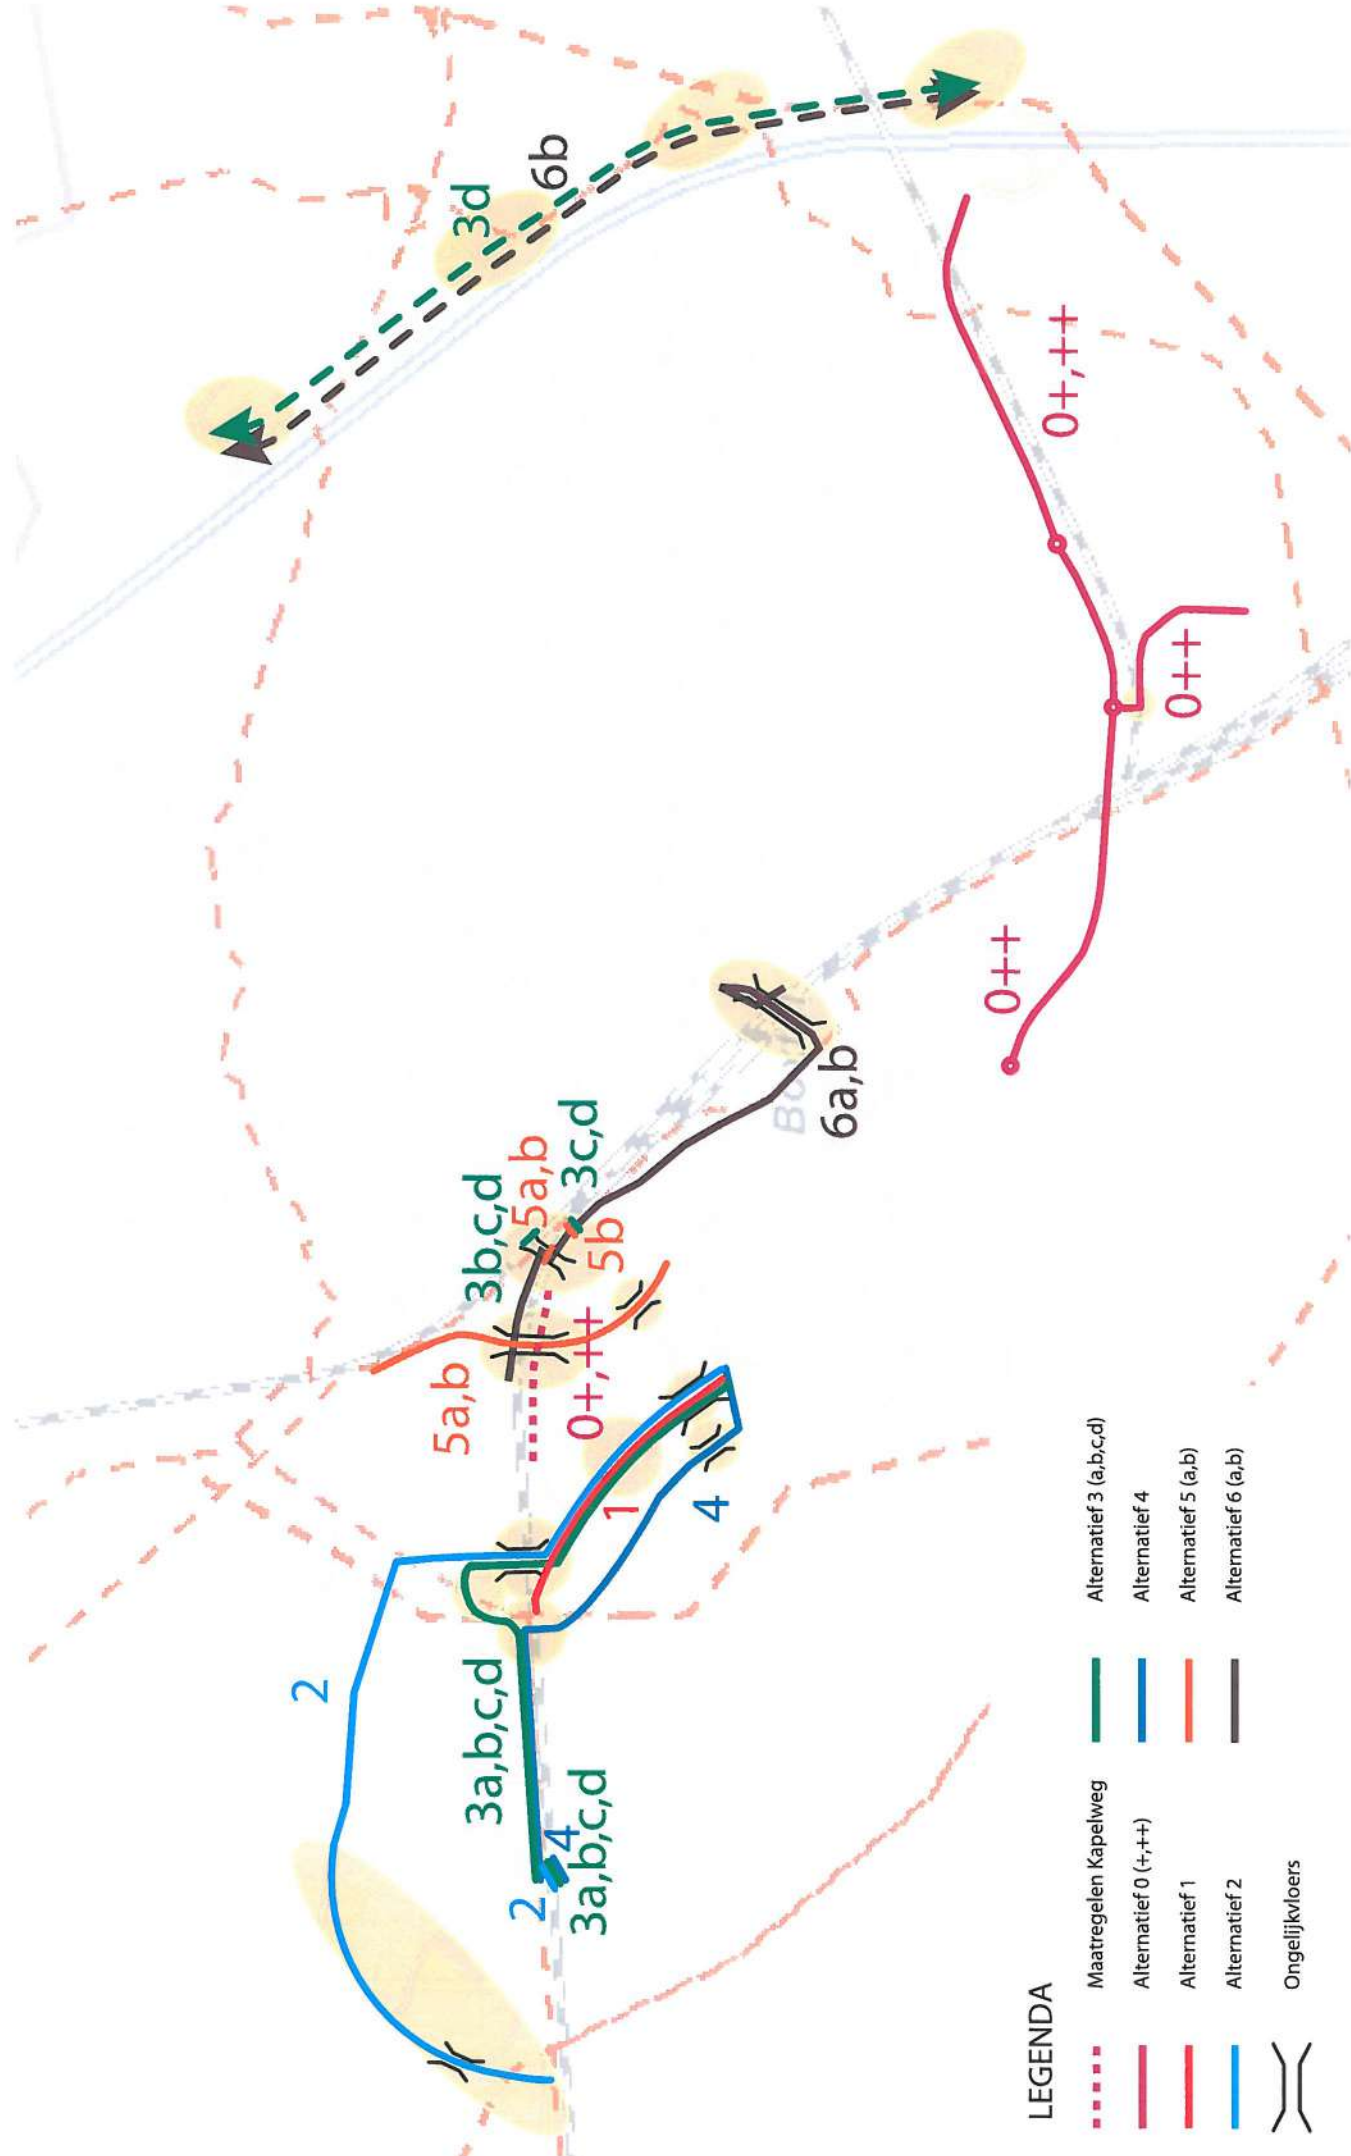 3d
6b
0+,++
0++
0++
6a,b
3b,c,d
5a,b
3c,d
5b
5a,b
0+,++
1
4
2
3a,b,c,d
4
2
3a,b,c,d
LEGENDA
Maatregelen Kapelweg
Alternatief 0 (+,++)
Alternatief 1
Alternatief 2
Ongelijkvloers
Alternatief 3 (a,b,c,d)
Alternatief 4
Alternatief 5 (a,b)
Alternatief 6 (a,b)